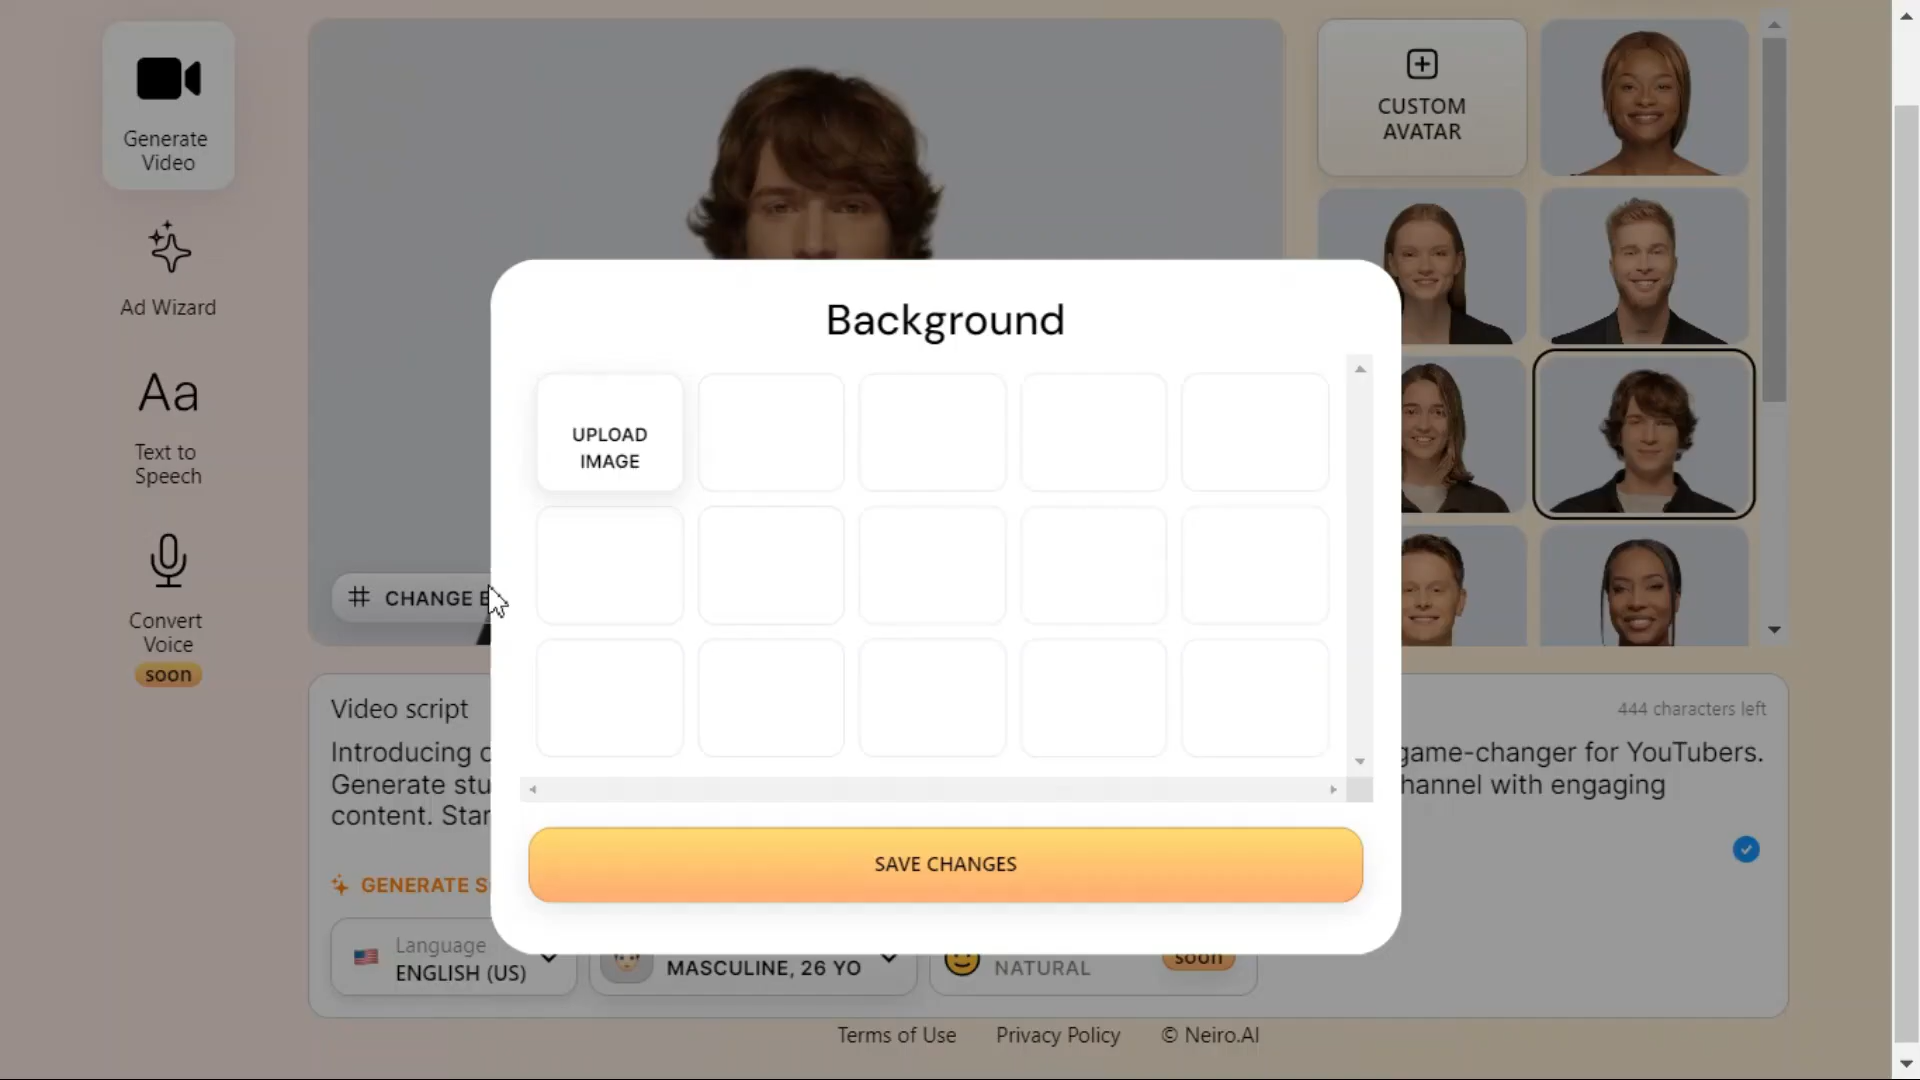 Generate
Video
Ad Wizard
Aa
Text to
Speech
Convert
Voice
soon
CUSTOM
AVATAR
Background
UPLOAD
IMAGE
SAVE CHANGES
# CHANGE
Video script
444 characters left
Introducing
game-changer for YouTubers.
Generate
hannel with engaging
content.
GENERATE
Language
ENGLISH (US)
MASCULINE, 26 YO
NATURAL
soon
Terms of Use
Privacy Policy
© Neiro.AI